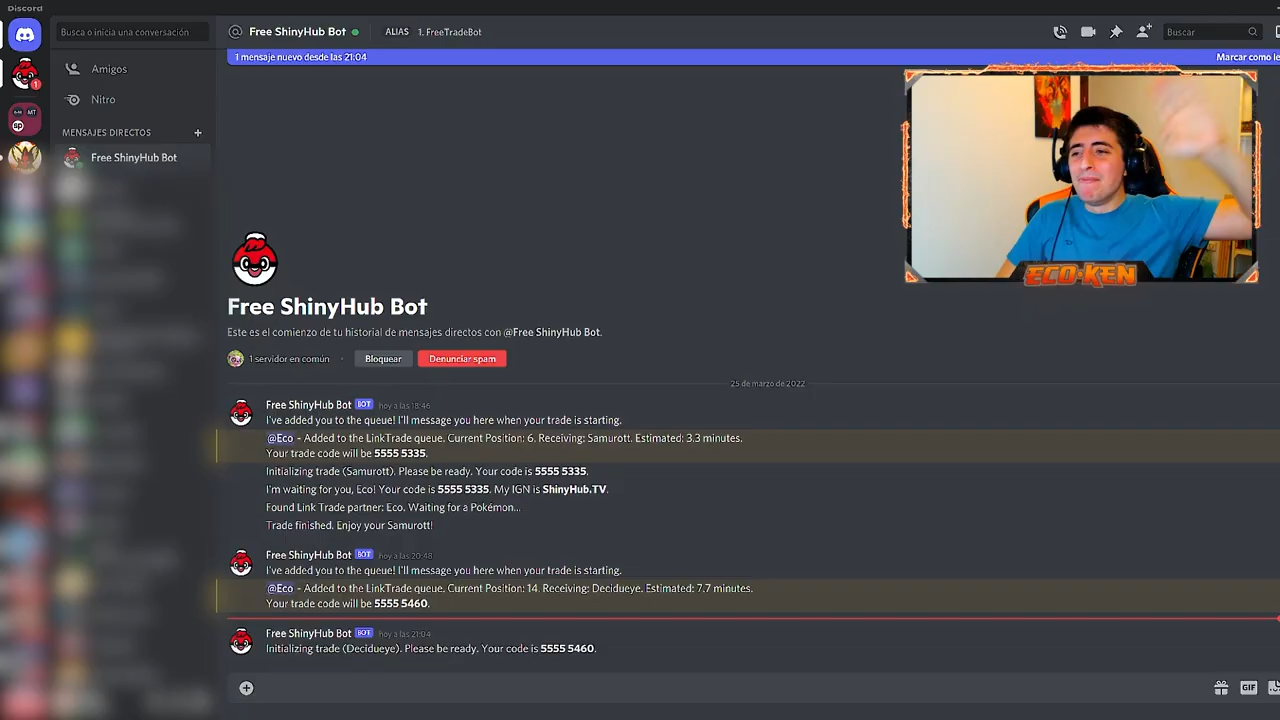 Discord
Busca o inicia una conversación
Free ShinyHub Bot
ALIAS 1. FreeTradeBot
Buscar
1 mensaje nuevo desde las 21:04
Marcar como le
Amigos
1
Nitro
MENSAJES DIRECTOS
Free ShinyHub Bot
ECO-KEN
Free ShinyHub Bot
Este es el comienzo de tu historial de mensajes directos con @Free ShinyHub Bot.
1 servidor en común
Bloquear
Denunciar spam
25 de marzo de 2022
Free ShinyHub Bot BOT hoy a las 18:46
I've added you to the queue! I'll message you here when your trade is starting.
@Eco - Added to the LinkTrade queue. Current Position: 6. Receiving: Samurott. Estimated: 3.3 minutes.
Your trade code will be 5555 5335.
Initializing trade (Samurott). Please be ready. Your code is 5555 5335.
I'm waiting for you, Eco! Your code is 5555 5335. My IGN is ShinyHub.TV.
Found Link Trade partner: Eco. Waiting for a Pokémon...
Trade finished. Enjoy your Samurott!
Free ShinyHub Bot BOT hoy a las 20:48
I've added you to the queue! I'll message you here when your trade is starting.
@Eco - Added to the LinkTrade queue. Current Position: 14. Receiving: Decidueye. Estimated: 7.7 minutes.
Your trade code will be 5555 5460.
Free ShinyHub Bot BOT hoy a las 21:04
Initializing trade (Decidueye). Please be ready. Your code is 5555 5460.
GIF